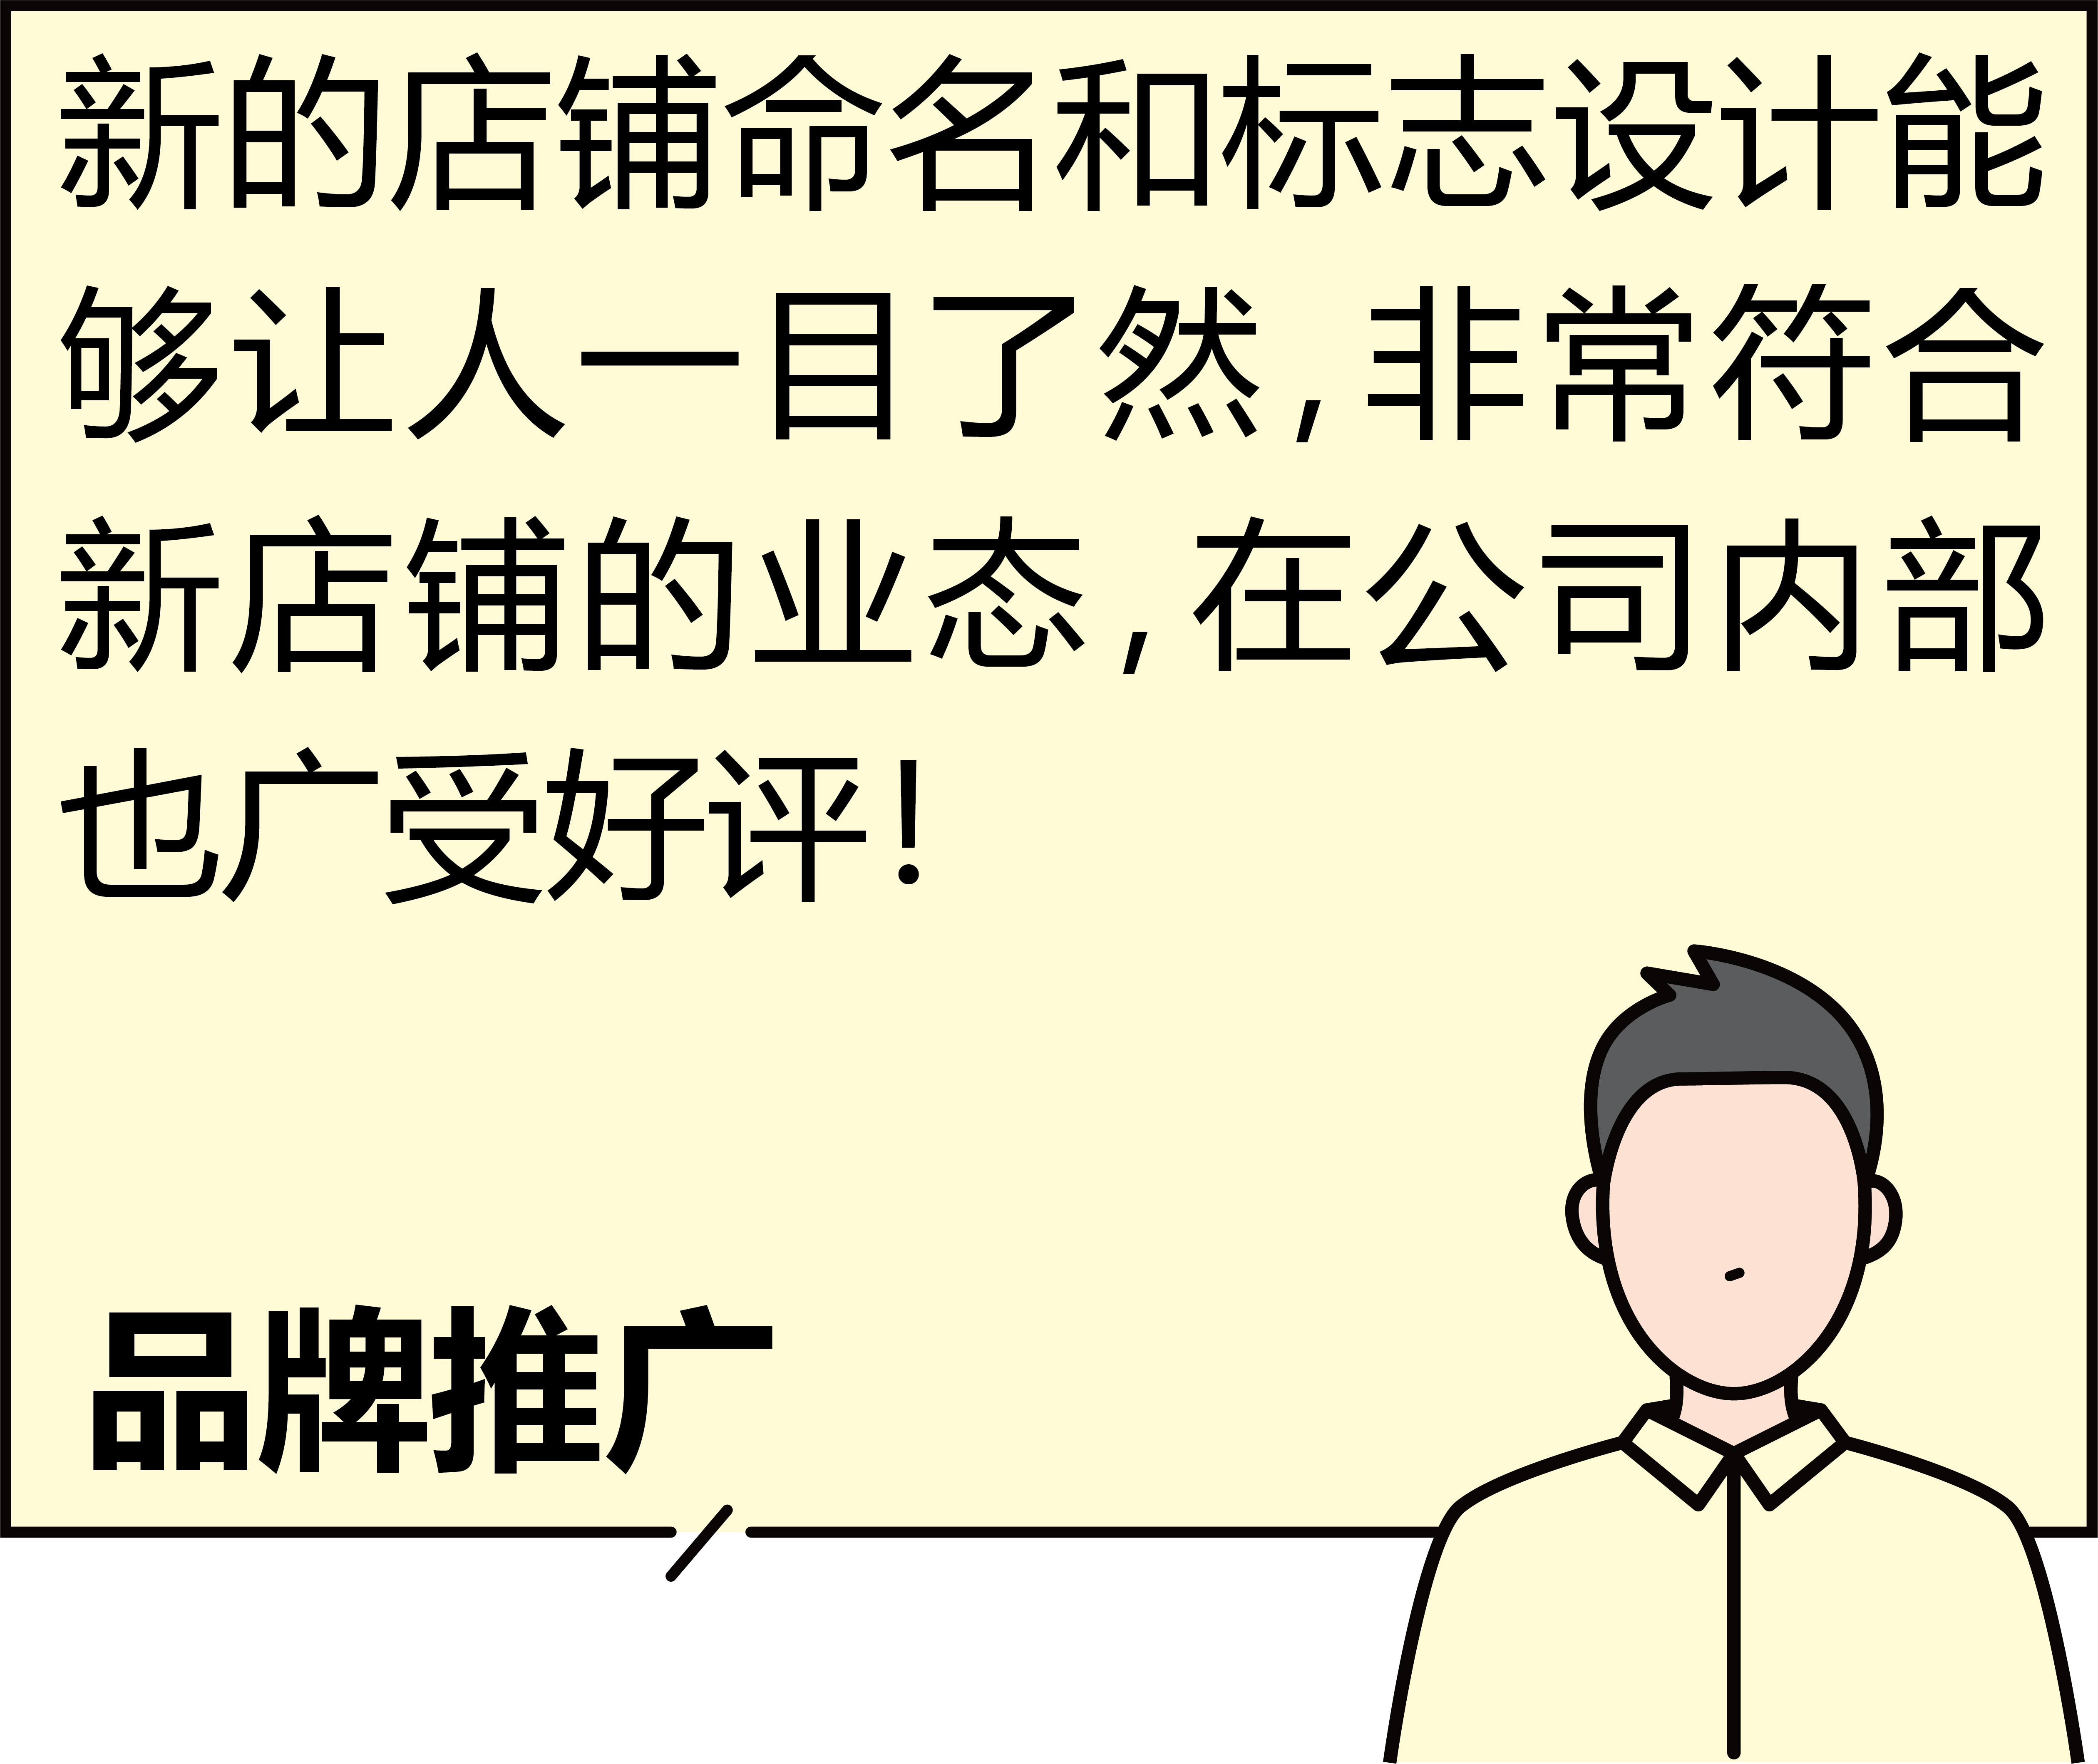 新的店铺命名和标志设计能
够让人一目了然,非常符合
新店铺的业态,在公司内部
也广受好评!
品牌推广